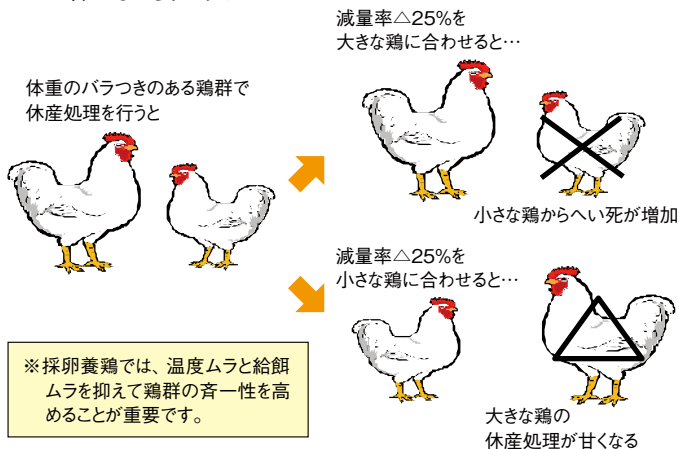 減量率△25%を
大きな鶏に合わせると…
体重のバラつきのある鶏群で
休産処理を行うと
小さな鶏からへい死が増加
減量率△25%を
小さな鶏に合わせると…
※採卵養鶏では、温度ムラと給餌
ムラを抑えて鶏群の斉一性を高
めることが重要です。
大きな鶏の
休産処理が甘くなる